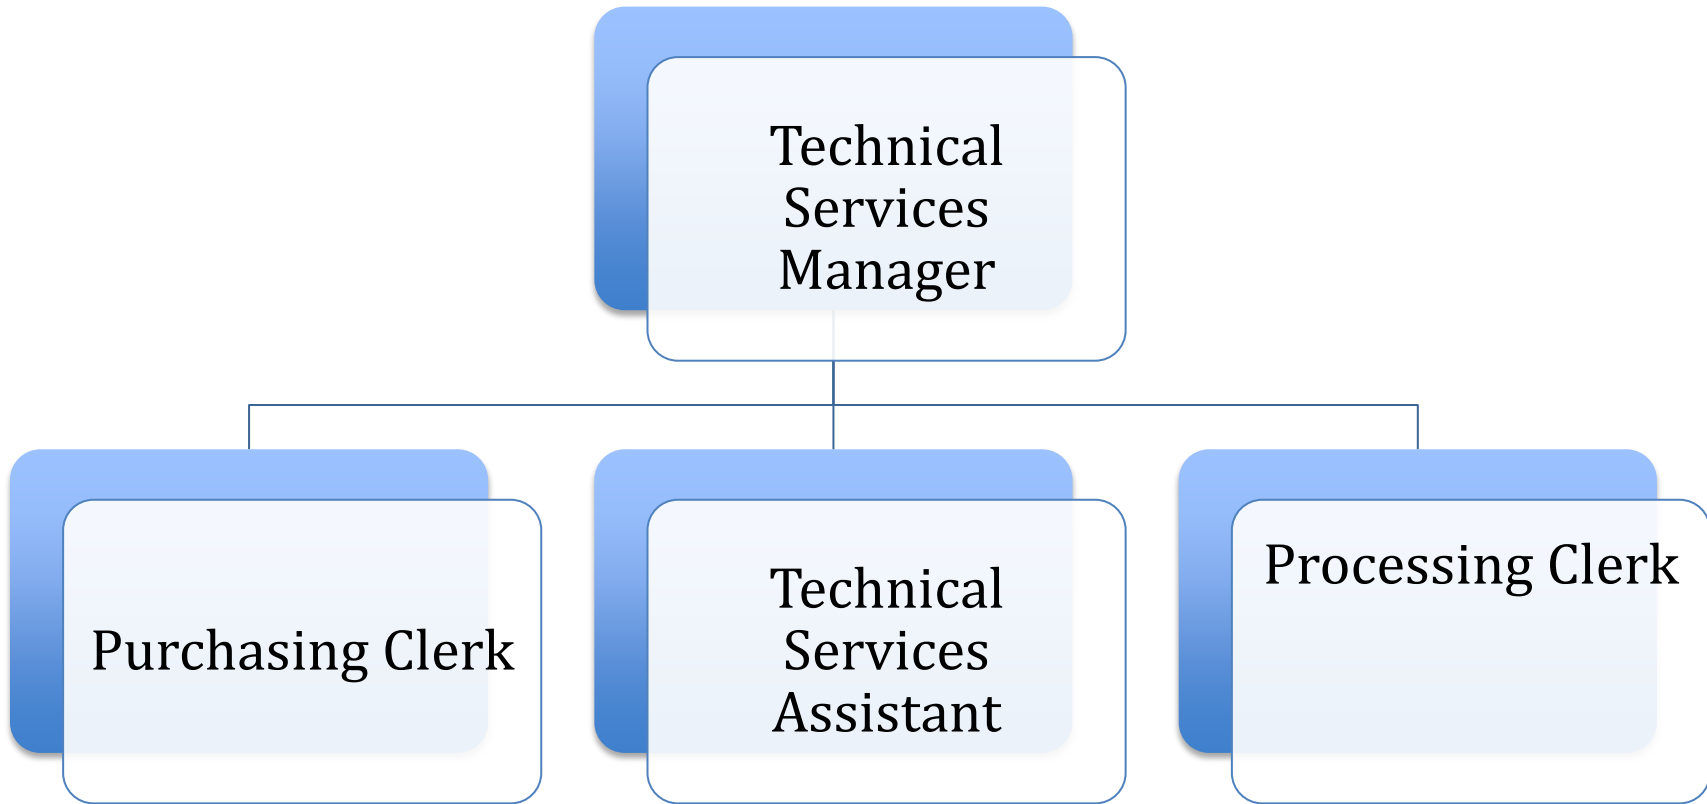 Technical
Services
Manager
Purchasing Clerk
Technical
Services
Assistant
Processing Clerk